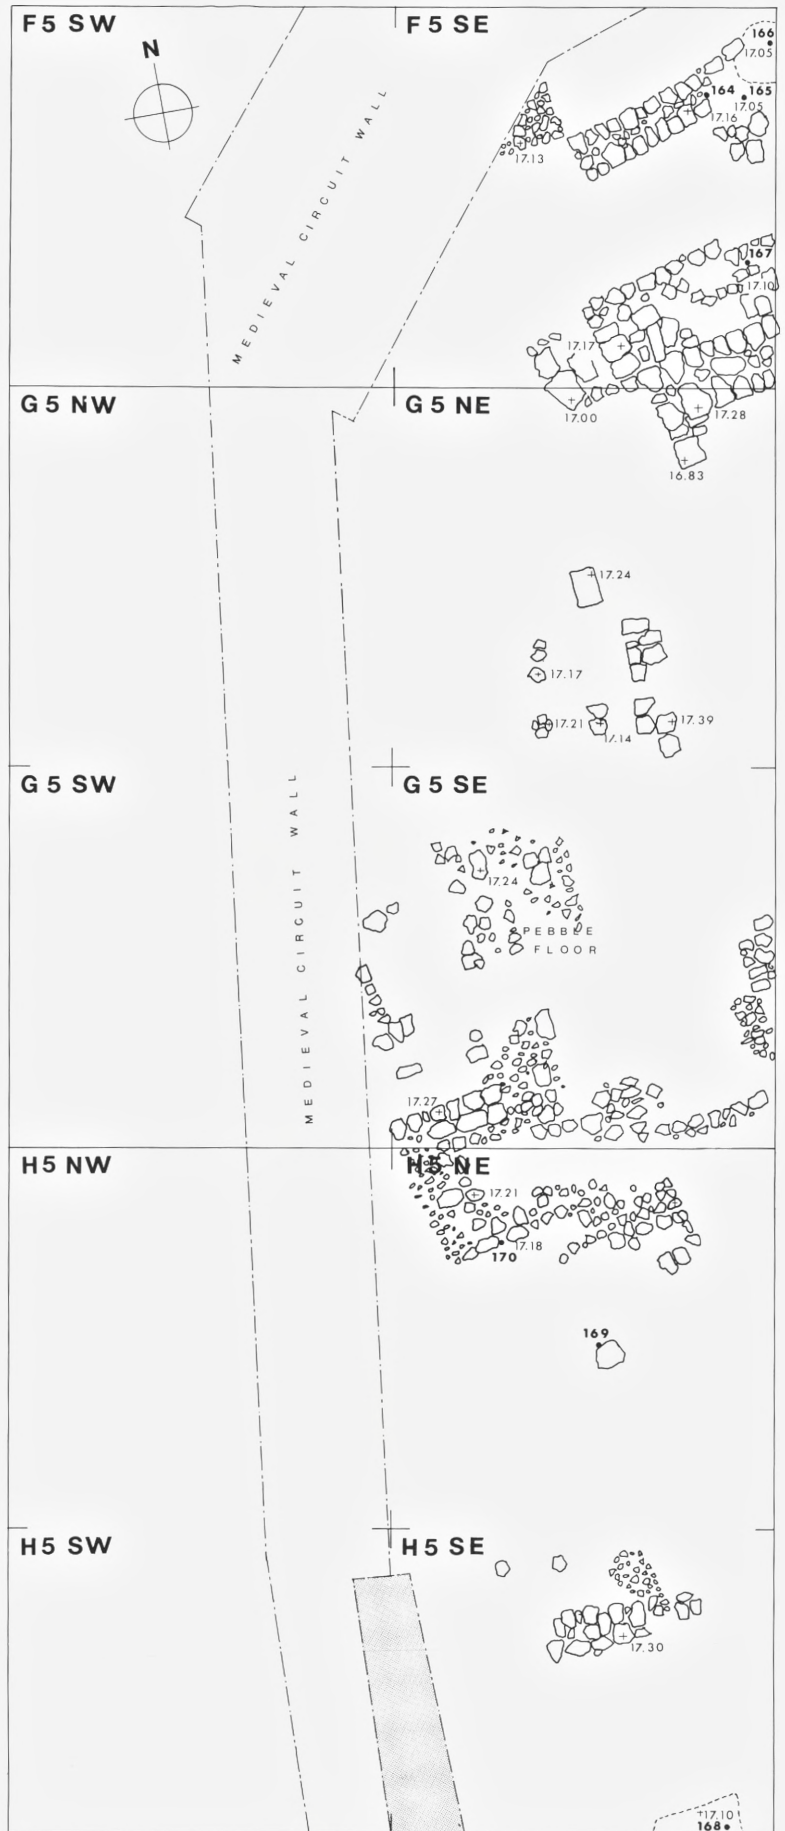 F5 SW
F5 SE
N
166
17.05
164
165
17.05
17.16
17.13
MEDIEVAL CIRCUIT WALL
167
17.10
17.17
G5 NW
G5 NE
17.00
17.28
16.83
17.24
17.17
17.21
17.14
17.39
G5 SW
G5 SE
MEDIEVAL CIRCUIT WALL
17.24
PEBBLE
FLOOR
17.27
H5 NW
H5 NE
17.21
17.18
170
169
H5 SW
H5 SE
17.30
17.10
168